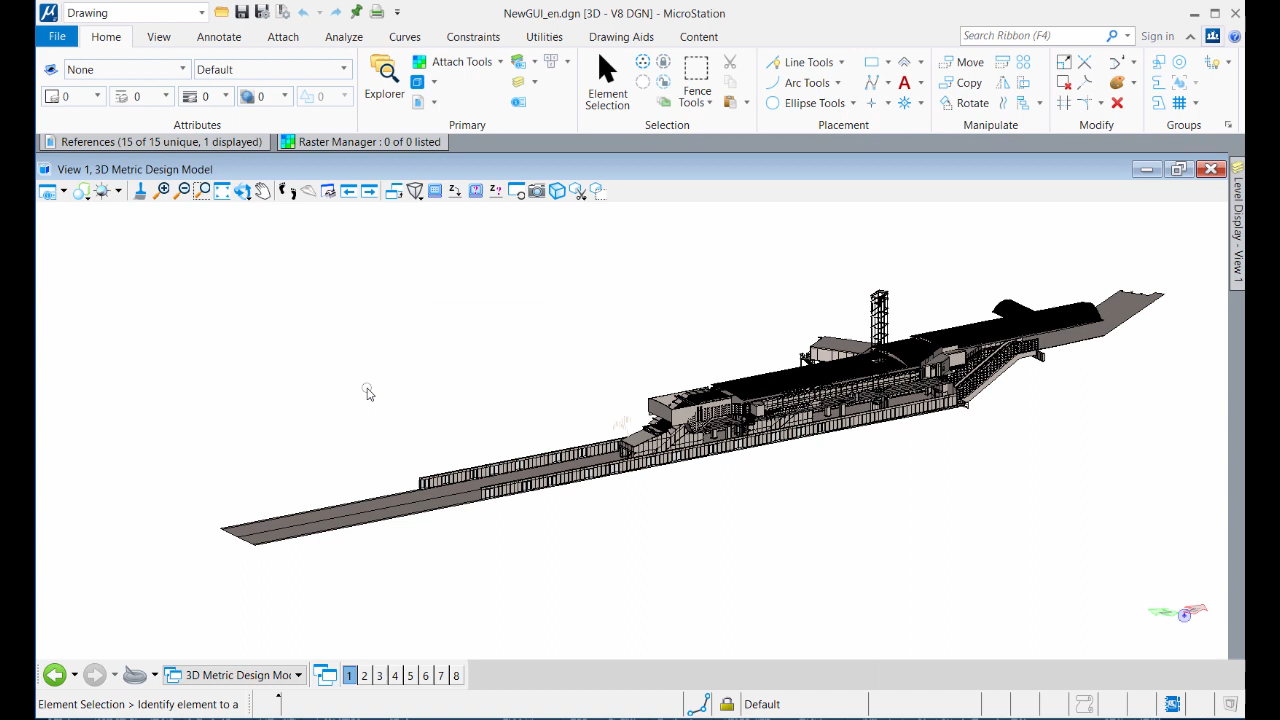 Drawing
NewGUI_en.dgn [3D - V8 DGN] - MicroStation
File Home View Annotate Attach Analyze Curves Constraints Utilities Drawing Aids Content
Search Ribbon (F4) Sign in
None Default
0 0 0 0 0
Attributes
Explorer
Attach Tools
Primary
Element
Selection
Fence
Tools
Selection
Line Tools
Arc Tools
Ellipse Tools
A
Placement
Move
Copy
Rotate
Manipulate
Modify
Groups
References (15 of 15 unique, 1 displayed) Raster Manager : 0 of 0 listed
View 1, 3D Metric Design Model
Level Display - View 1
3D Metric Design Mo 1 2 3 4 5 6 7 8
Element Selection > Identify element to a Default